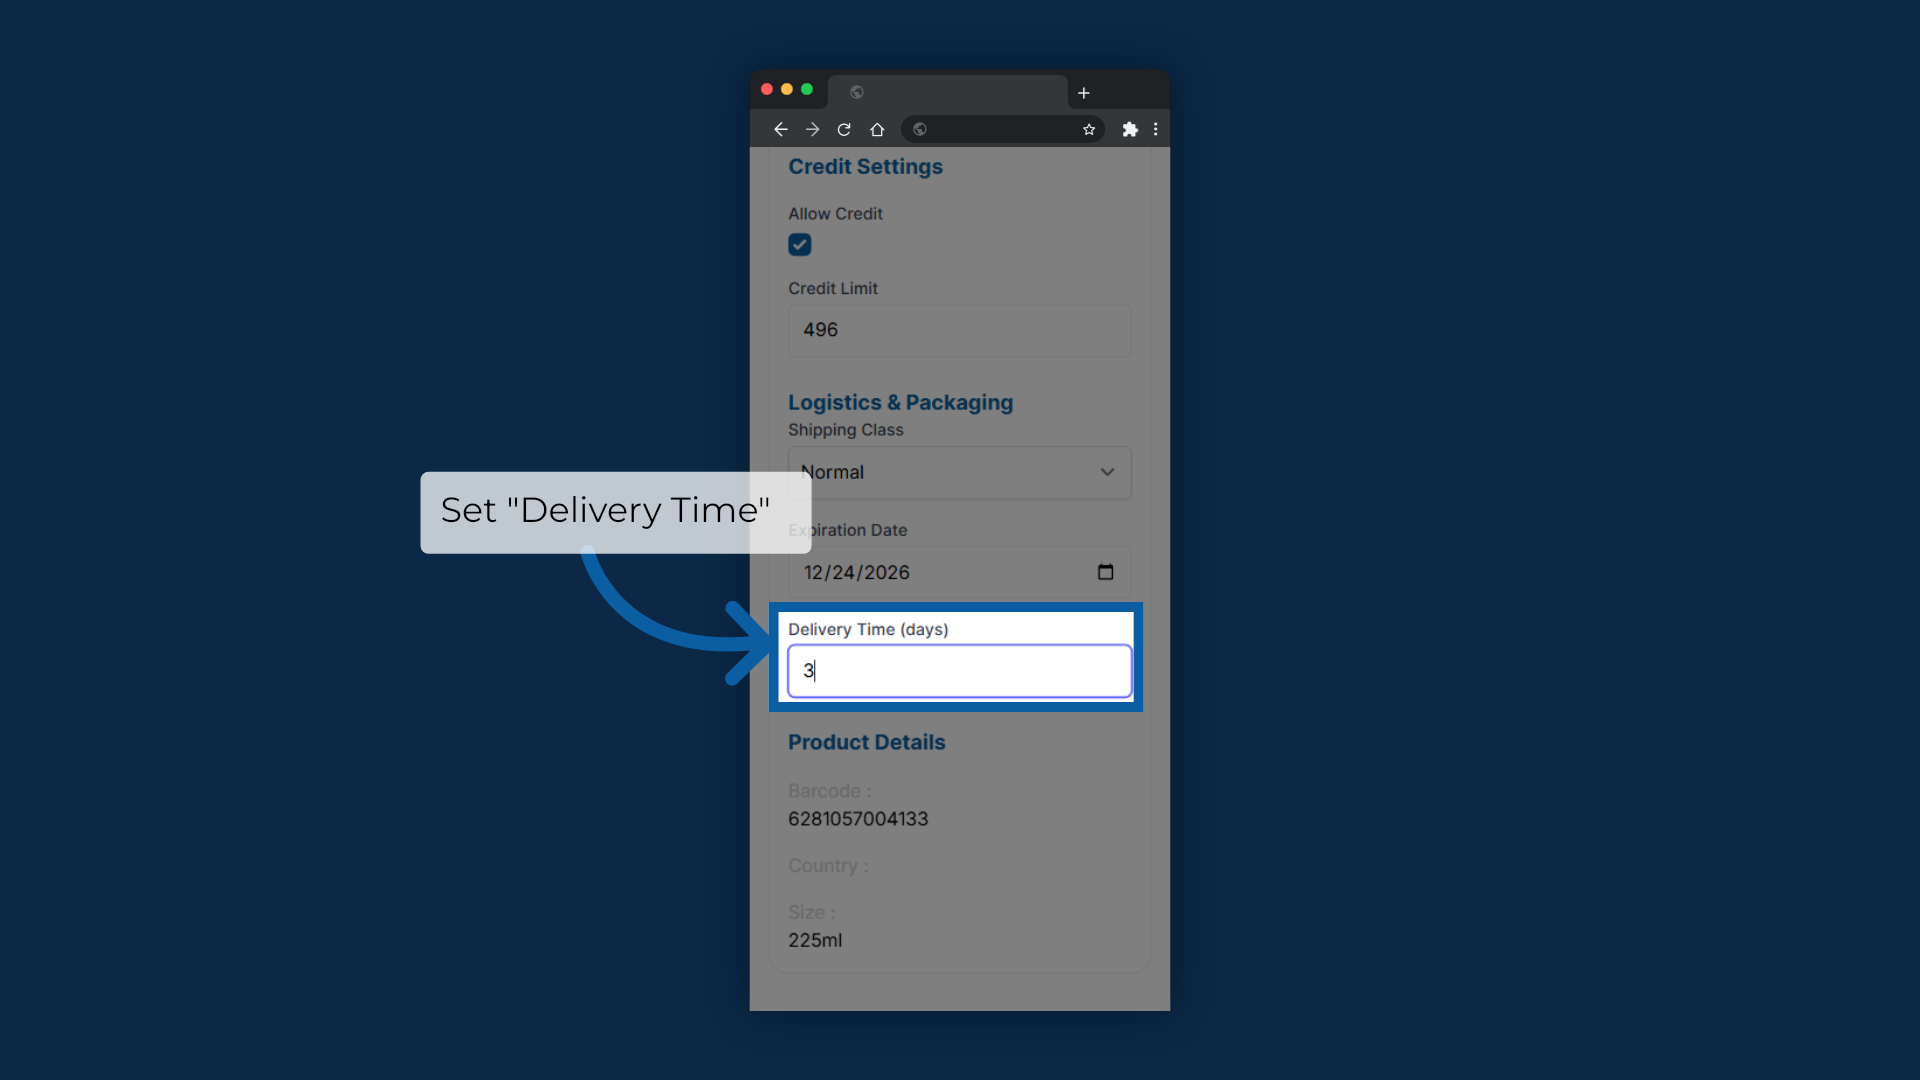 Credit Settings
Allow Credit
Credit Limit
496
Logistics & Packaging
Shipping Class
Normal
Set "Delivery Time"
Expiration Date
12/24/2026
Delivery Time (days)
3
Product Details
Barcode :
6281057004133
Country :
Size :
225ml